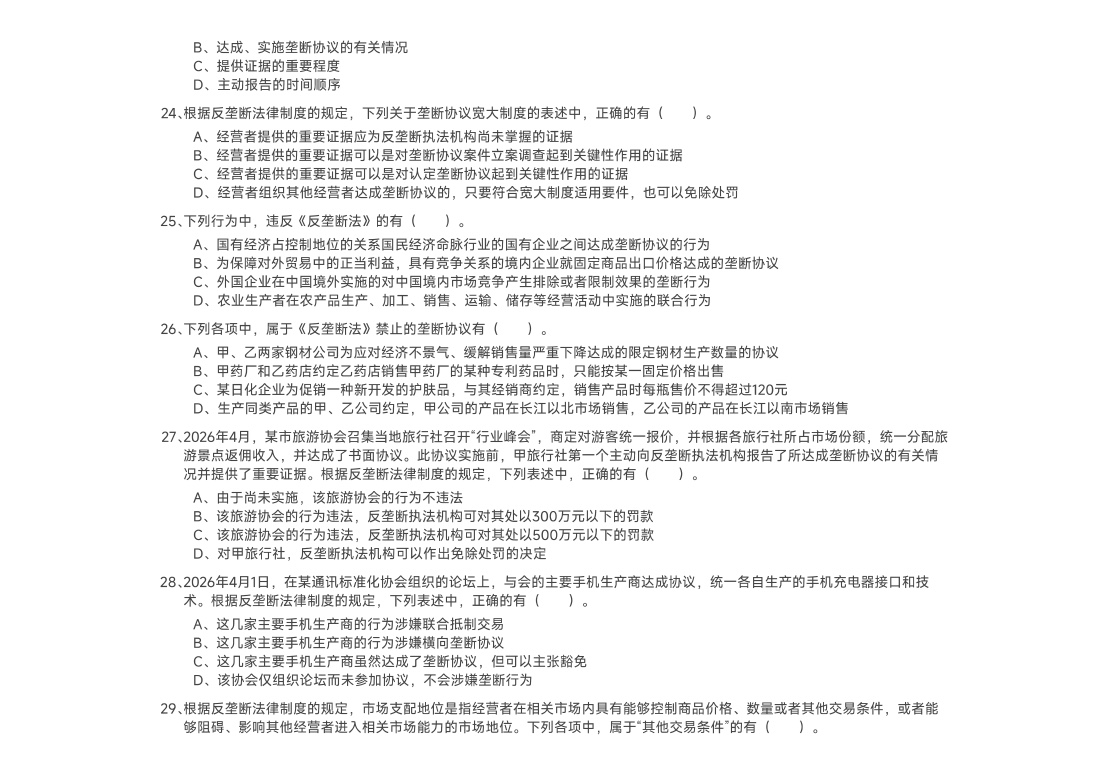 B、达成、实施垄断协议的有关情况
C、提供证据的重要程度
D、主动报告的时间顺序
24、根据反垄断法律制度的规定，下列关于垄断协议宽大制度的表述中，正确的有（　　）。
A、经营者提供的重要证据应为反垄断执法机构尚未掌握的证据
B、经营者提供的重要证据可以是对垄断协议案件立案调查起到关键性作用的证据
C、经营者提供的重要证据可以是对认定垄断协议起到关键性作用的证据
D、经营者组织其他经营者达成垄断协议的，只要符合宽大制度适用要件，也可以免除处罚
25、下列行为中，违反《反垄断法》的有（　　）。
A、国有经济占控制地位的关系国民经济命脉行业的国有企业之间达成垄断协议的行为
B、为保障对外贸易中的正当利益，具有竞争关系的境内企业就固定商品出口价格达成的垄断协议
C、外国企业在中国境外实施的对中国境内市场竞争产生排除或者限制效果的垄断行为
D、农业生产者在农产品生产、加工、销售、运输、储存等经营活动中实施的联合行为
26、下列各项中，属于《反垄断法》禁止的垄断协议有（　　）。
A、甲、乙两家钢材公司为应对经济不景气、缓解销售量严重下降达成的限定钢材生产数量的协议
B、甲药厂和乙药店约定乙药店销售甲药厂的某种专利药品时，只能按某一固定价格出售
C、某日化企业为促销一种新开发的护肤品，与其经销商约定，销售产品时每瓶售价不得超过120元
D、生产同类产品的甲、乙公司约定，甲公司的产品在长江以北市场销售，乙公司的产品在长江以南市场销售
27、2026年4月，某市旅游协会召集当地旅行社召开“行业峰会”，商定对游客统一报价，并根据各旅行社所占市场份额，统一分配旅
游景点返佣收入，并达成了书面协议。此协议实施前，甲旅行社第一个主动向反垄断执法机构报告了所达成垄断协议的有关情
况并提供了重要证据。根据反垄断法律制度的规定，下列表述中，正确的有（　　）。
A、由于尚未实施，该旅游协会的行为不违法
B、该旅游协会的行为违法，反垄断执法机构可对其处以300万元以下的罚款
C、该旅游协会的行为违法，反垄断执法机构可对其处以500万元以下的罚款
D、对甲旅行社，反垄断执法机构可以作出免除处罚的决定
28、2026年4月1日，在某通讯标准化协会组织的论坛上，与会的主要手机生产商达成协议，统一各自生产的手机充电器接口和技
术。根据反垄断法律制度的规定，下列表述中，正确的有（　　）。
A、这几家主要手机生产商的行为涉嫌联合抵制交易
B、这几家主要手机生产商的行为涉嫌横向垄断协议
C、这几家主要手机生产商虽然达成了垄断协议，但可以主张豁免
D、该协会仅组织论坛而未参加协议，不会涉嫌垄断行为
29、根据反垄断法律制度的规定，市场支配地位是指经营者在相关市场内具有能够控制商品价格、数量或者其他交易条件，或者能
够阻碍、影响其他经营者进入相关市场能力的市场地位。下列各项中，属于“其他交易条件”的有（　　）。